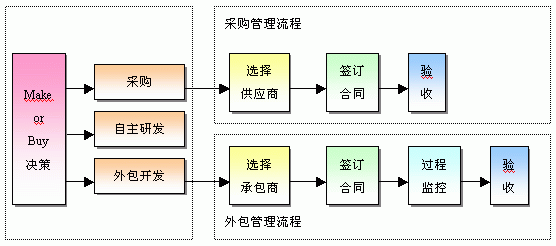 采购管理流程
Make
or
Buy
决策
采购
自主研发
外包开发
选择
供应商
签订
合同
验
收
选择
承包商
签订
合同
过程
监控
验
收
外包管理流程